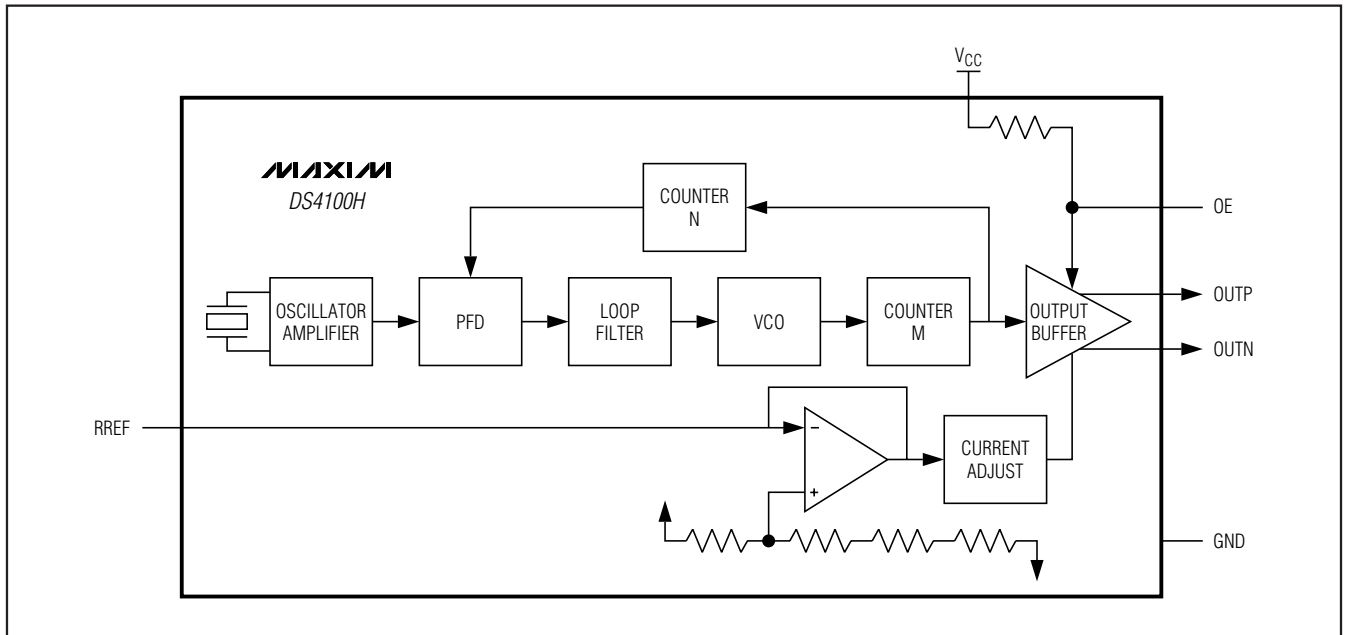 VCC
MAXIM
DS4100H
COUNTER
N
OE
OSCILLATOR
AMPLIFIER
PFD
LOOP
FILTER
VCO
COUNTER
M
OUTPUT
BUFFER
OUTP
OUTN
RREF
−
+
CURRENT
ADJUST
GND